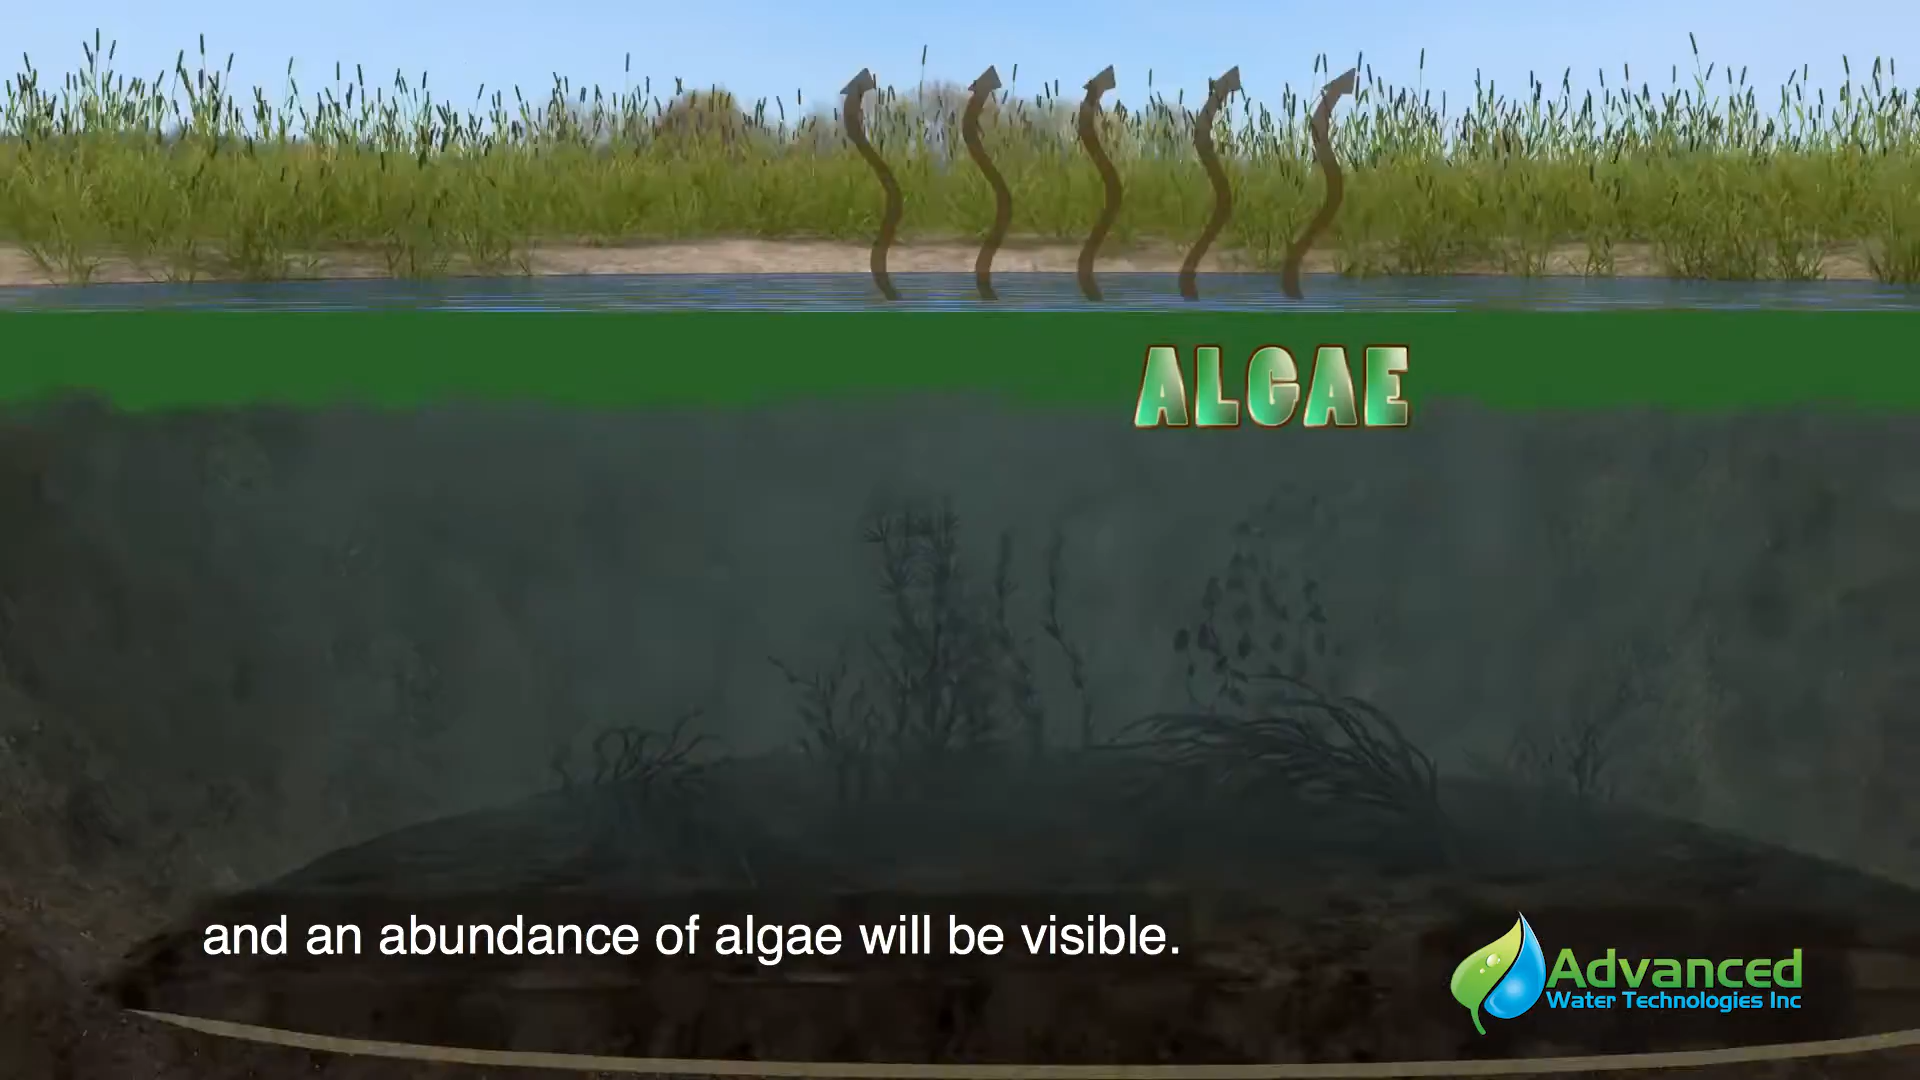 ALGAE
and an abundance of algae will be visible.
Advanced
Water Technologies Inc